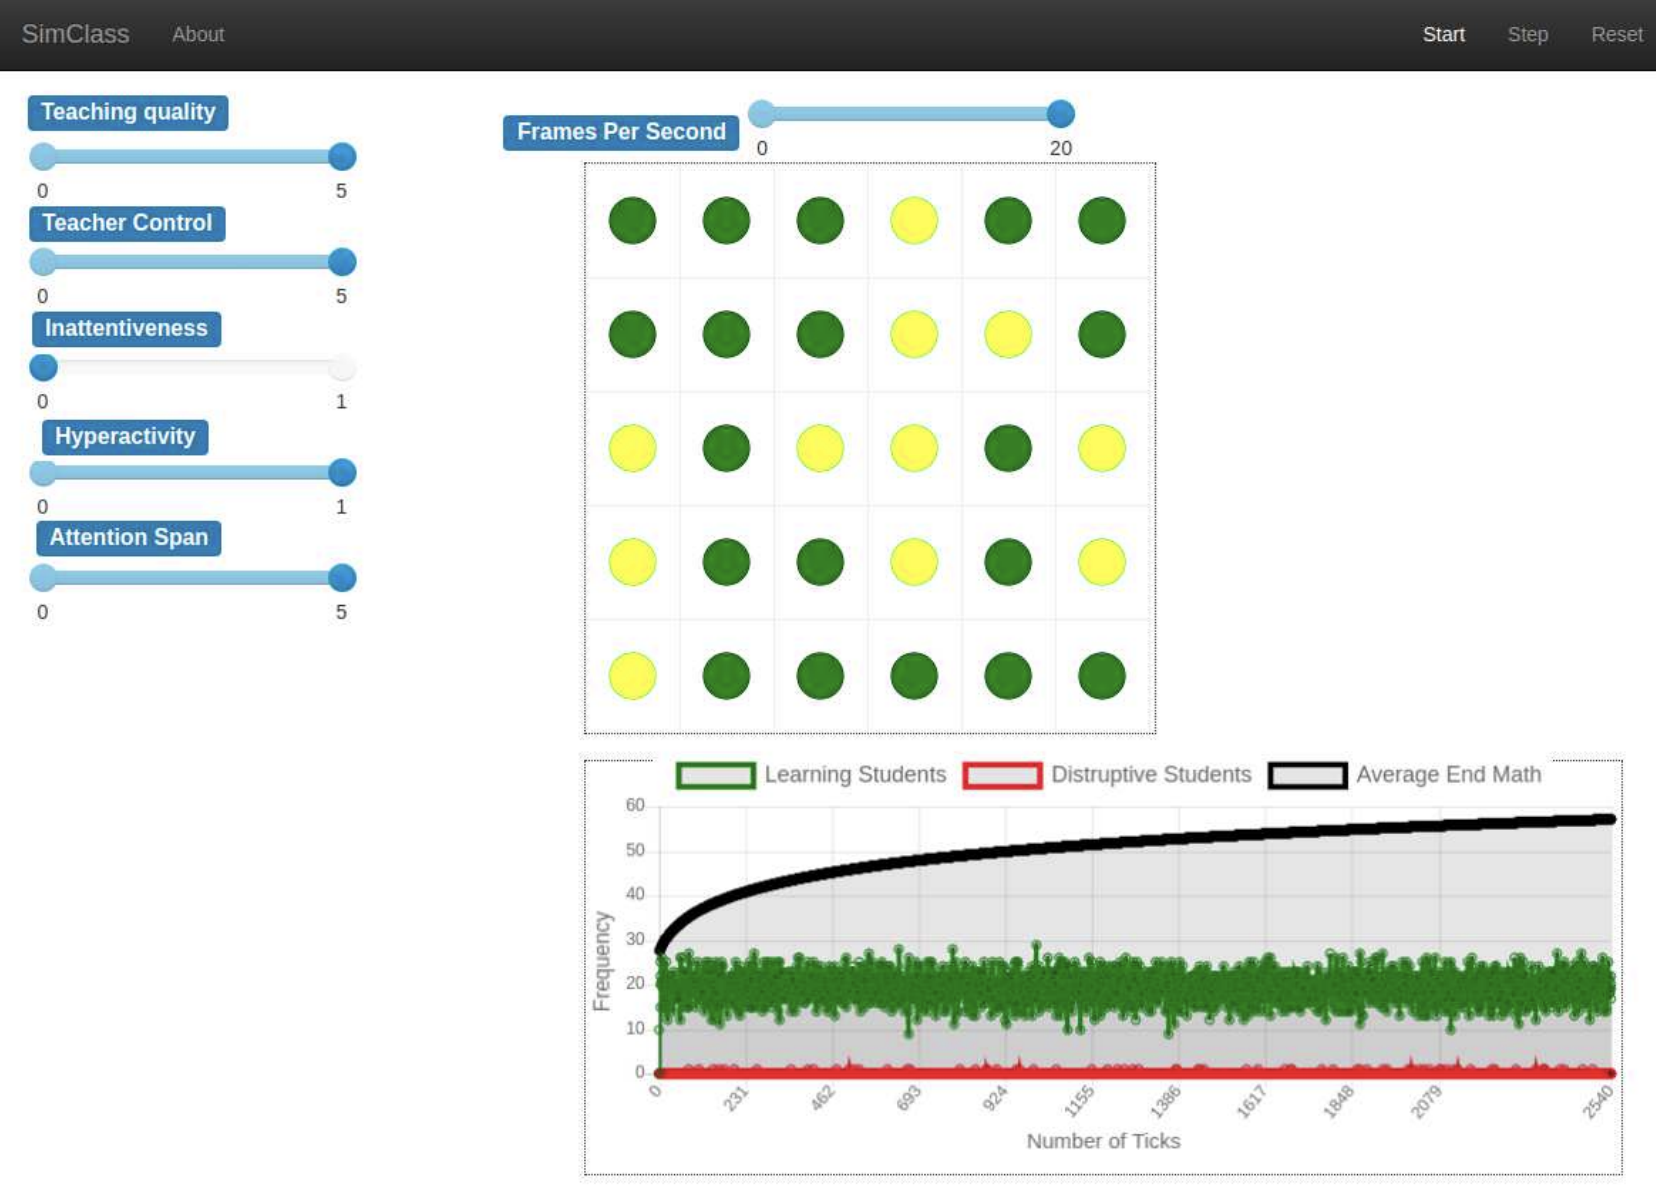 SimClass About Start Step Reset
Teaching quality
0 5
Teacher Control
0 5
Inattentiveness
0 1
Hyperactivity
0 1
Attention Span
0 5
Frames Per Second
0 20
Learning Students Distruptive Students Average End Math
60
50
40
30
20
10
0
Frequency
0 231 462 693 924 1155 1386 1617 1848 2079 2540
Number of Ticks